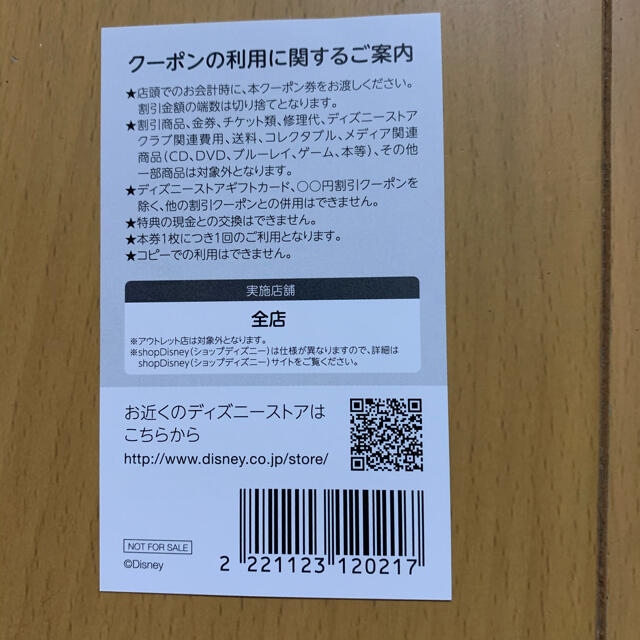 クーポンの利用に関するご案内
★店頭でのお会計時に、本クーポン券をお渡しください。
割引金額の端数は切り捨てとなります。
★割引商品、金券、チケット類、修理代、ディズニーストア
クラブ関連費用、送料、コレクタブル、メディア関連
商品(CD、DVD、ブルーレイ、ゲーム、本等)、その他
一部商品は対象外となります。
★ディズニーストアギフトカード、○○円割引クーポンを
除く、他の割引クーポンとの併用はできません。
★特典の現金との交換はできません。
★本券1枚につき1回のご利用となります。
★コピーでの利用はできません。
実施店舗
全店
※アウトレット店は対象外となります。
※shopDisney(ショップディズニー)は仕様が異なりますので、詳細は
shopDisney(ショップディズニー)サイトをご覧ください。
お近くのディズニーストアは
こちらから
http://www.disney.co.jp/store/
NOT FOR SALE
©Disney
2 221123 120217